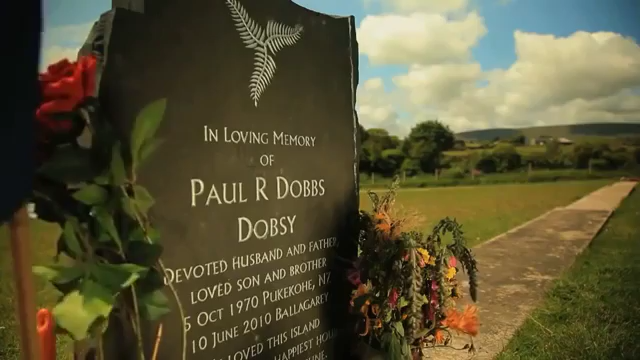 IN LOVING MEMORY
OF
PAUL R DOBBS
DOBSY
DEVOTED HUSBAND AND FATHER,
LOVED SON AND BROTHER
5 OCT 1970 PUKEKOHE, NZ
10 JUNE 2010 BALLAGAREY
LOVED THIS ISLAND
HAPPIEST